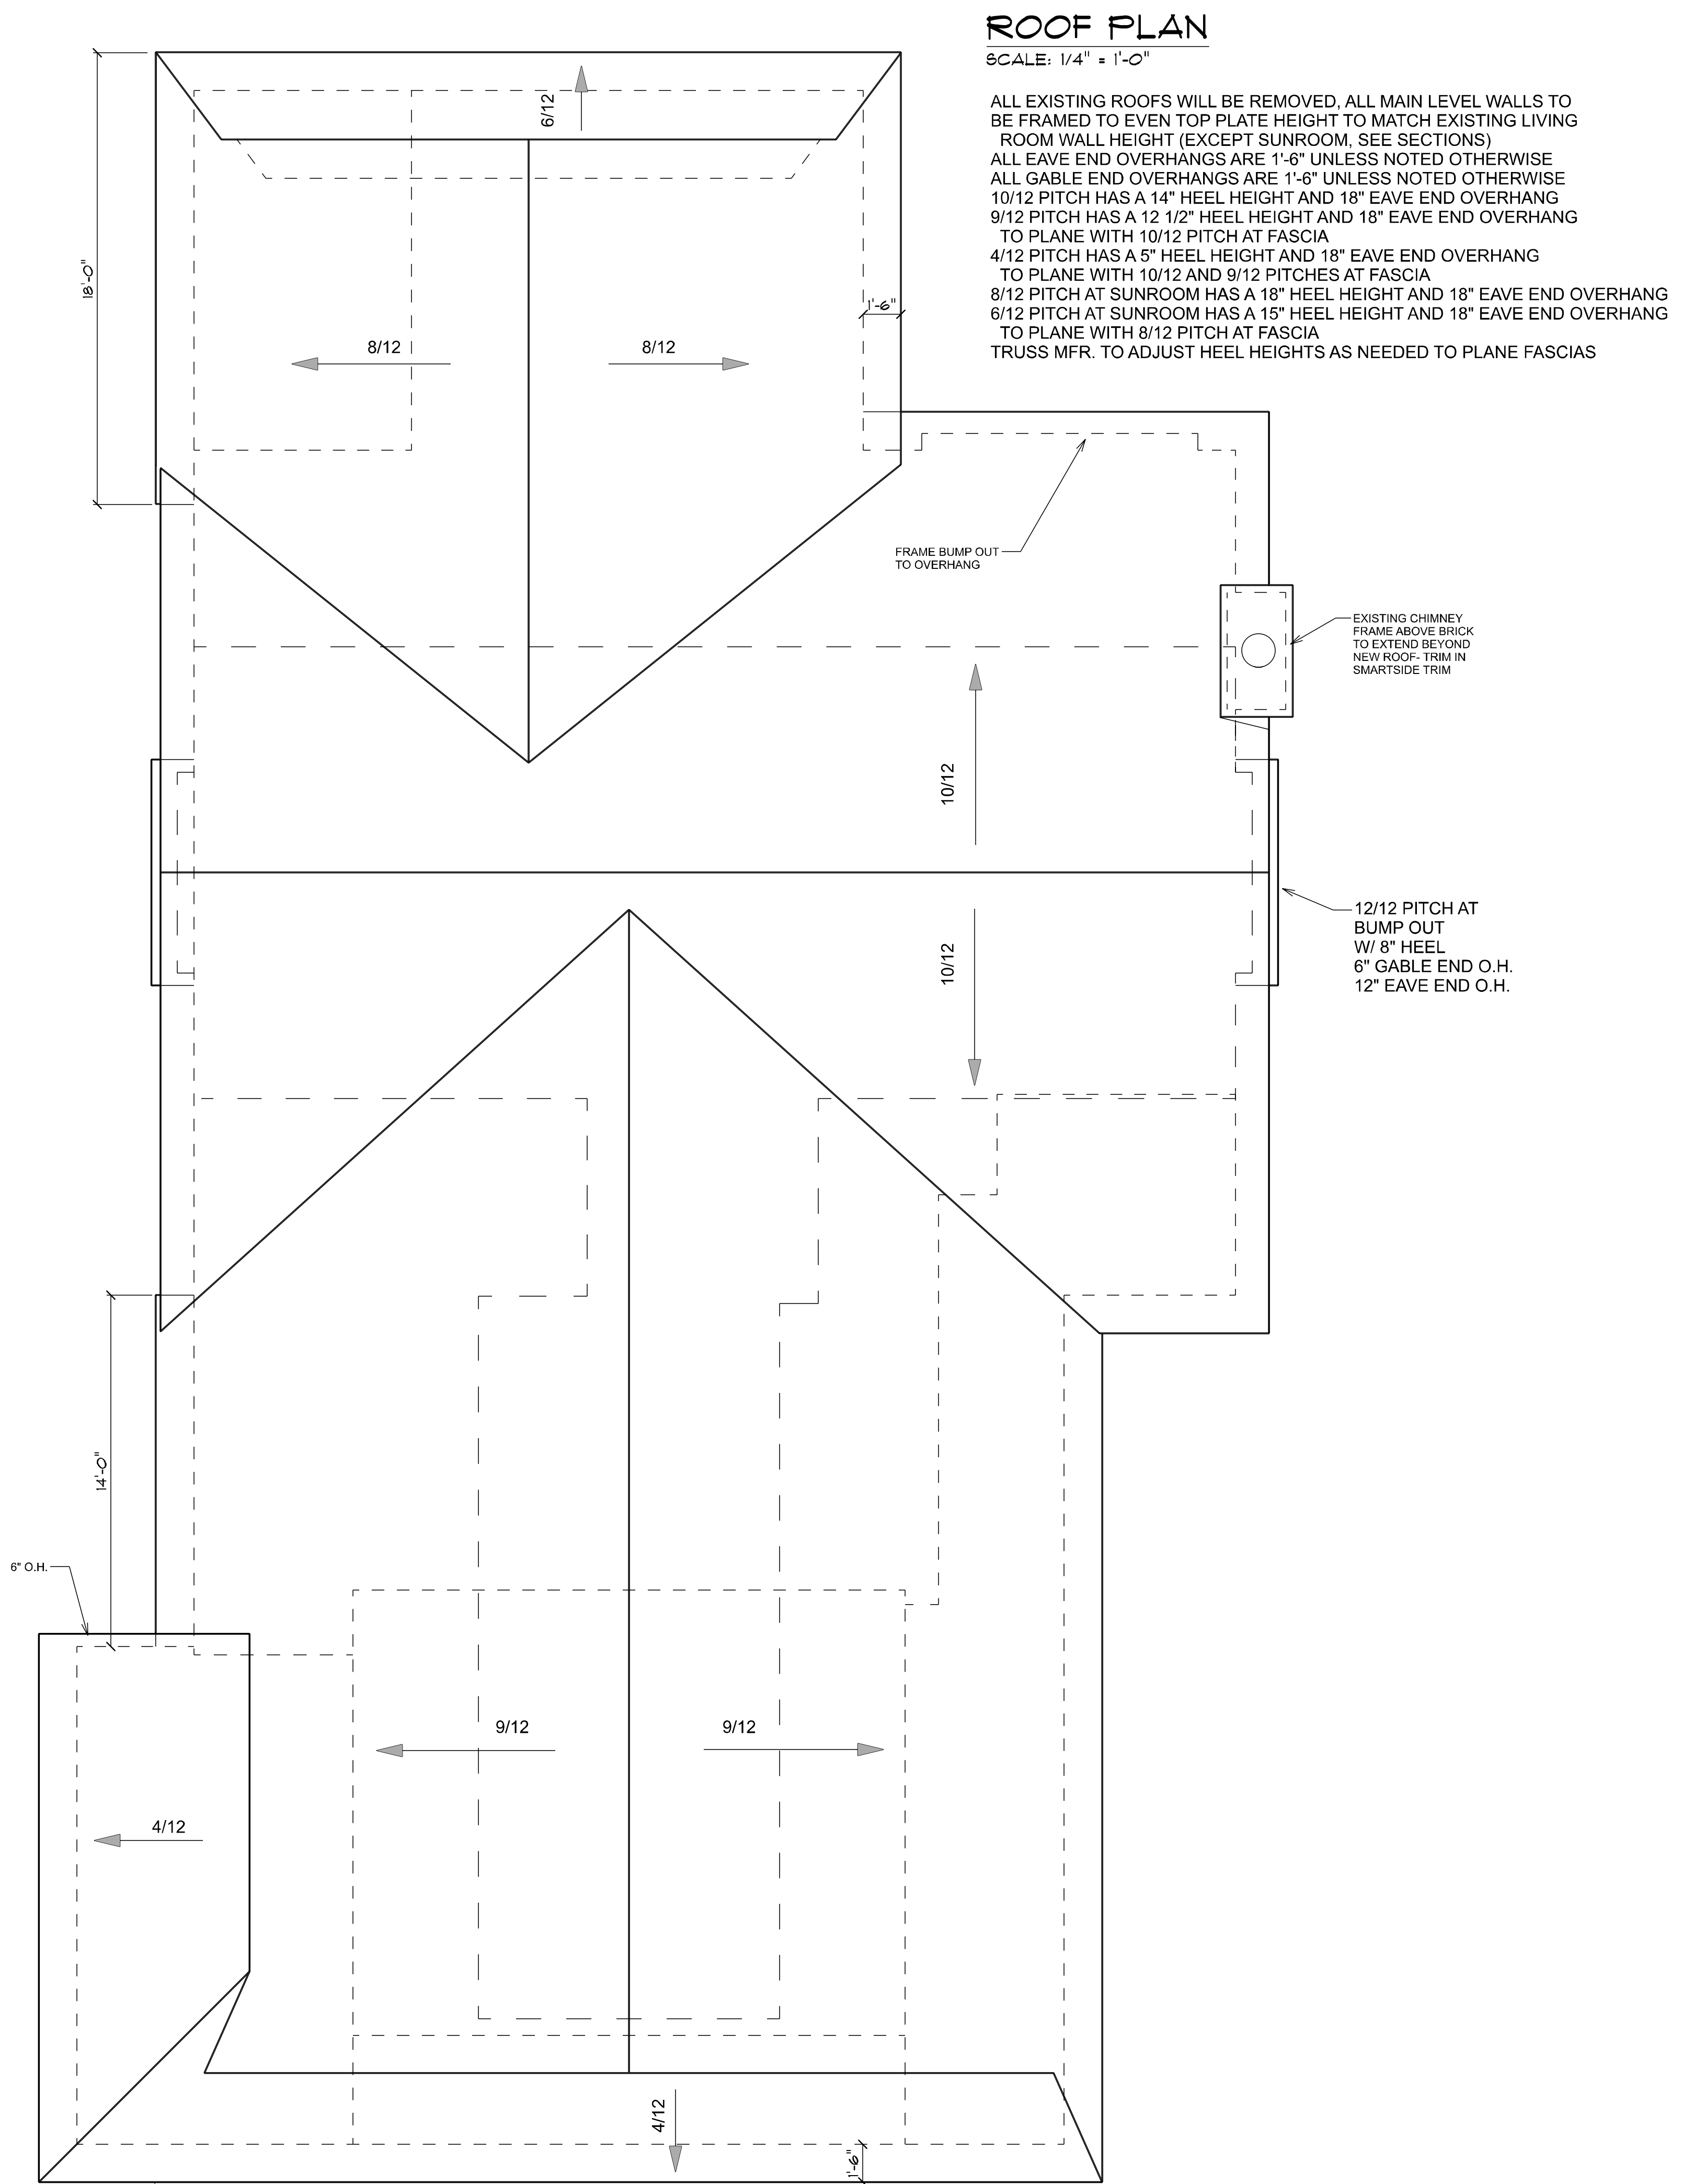 ROOF PLAN
SCALE: 1/4" = 1'-0"
ALL EXISTING ROOFS WILL BE REMOVED, ALL MAIN LEVEL WALLS TO
BE FRAMED TO EVEN TOP PLATE HEIGHT TO MATCH EXISTING LIVING
ROOM WALL HEIGHT (EXCEPT SUNROOM, SEE SECTIONS)
ALL EAVE END OVERHANGS ARE 1'-6" UNLESS NOTED OTHERWISE
ALL GABLE END OVERHANGS ARE 1'-6" UNLESS NOTED OTHERWISE
10/12 PITCH HAS A 14" HEEL HEIGHT AND 18" EAVE END OVERHANG
9/12 PITCH HAS A 12 1/2" HEEL HEIGHT AND 18" EAVE END OVERHANG
TO PLANE WITH 10/12 PITCH AT FASCIA
4/12 PITCH HAS A 5" HEEL HEIGHT AND 18" EAVE END OVERHANG
TO PLANE WITH 10/12 AND 9/12 PITCHES AT FASCIA
8/12 PITCH AT SUNROOM HAS A 18" HEEL HEIGHT AND 18" EAVE END OVERHANG
6/12 PITCH AT SUNROOM HAS A 15" HEEL HEIGHT AND 18" EAVE END OVERHANG
TO PLANE WITH 8/12 PITCH AT FASCIA
TRUSS MFR. TO ADJUST HEEL HEIGHTS AS NEEDED TO PLANE FASCIAS
6/12
18'-0"
1'-6"
8/12
8/12
FRAME BUMP OUT
TO OVERHANG
EXISTING CHIMNEY
FRAME ABOVE BRICK
TO EXTEND BEYOND
NEW ROOF- TRIM IN
SMARTSIDE TRIM
10/12
12/12 PITCH AT
BUMP OUT
W/ 8" HEEL
6" GABLE END O.H.
12" EAVE END O.H.
10/12
14'-0"
6" O.H.
9/12
9/12
4/12
4/12
1'-6"